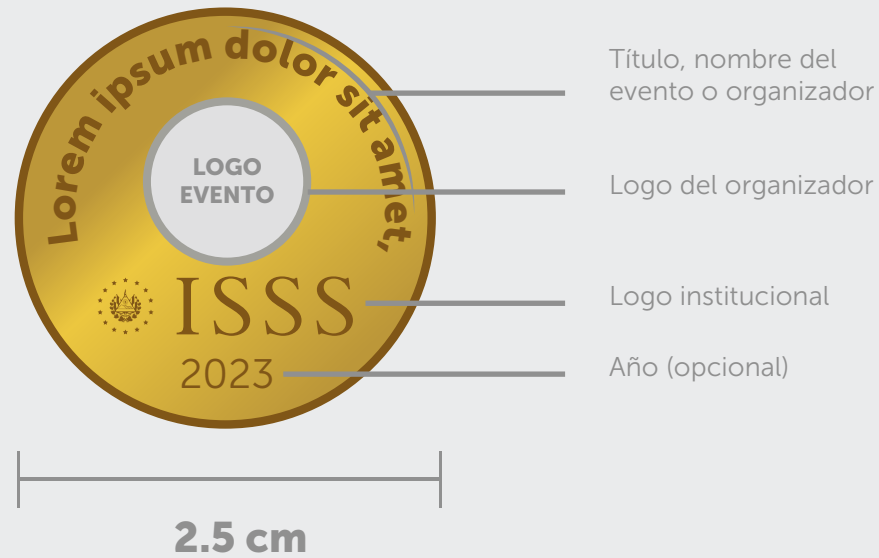 Lorem ipsum dolor sit amet,
LOGO
EVENTO
ISSS
2023
Título, nombre del
evento o organizador
Logo del organizador
Logo institucional
Año (opcional)
2.5 cm